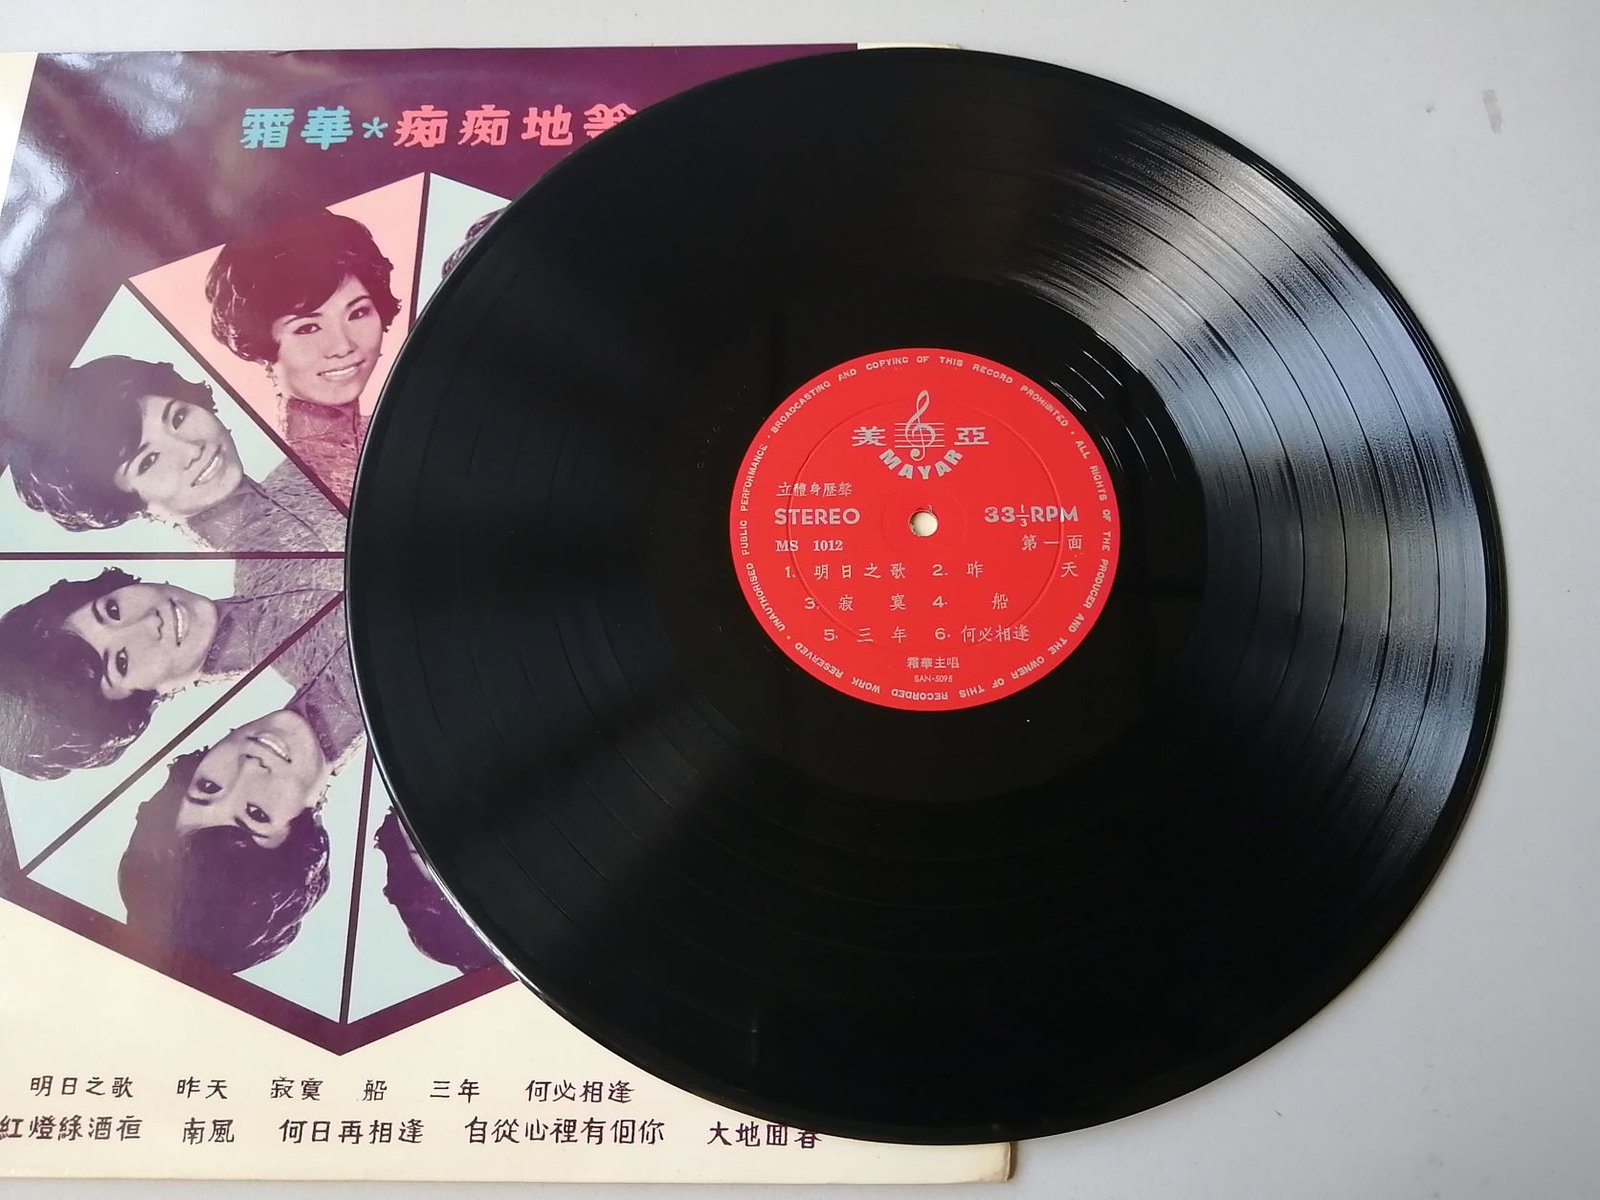 霜華*痴痴地等
BROADCASTING AND COPYING OF THIS RECORD PROHIBITED • ALL RIGHTS OF THE PRODUCER AND THE OWNER OF THIS RECORDED WORK RESERVED • UNAUTHORISED PUBLIC PERFORMANCE •
美亞
MAYAR
立體身歷聲
STEREO 33⅓RPM
MS 1012 第一面
1. 明日之歌 2. 昨天
3. 寂寞 4. 船
5. 三年 6. 何必相逢
霜華主唱
SAN-5095
明日之歌 昨天 寂寞 船 三年 何必相逢
紅燈綠酒夜 南風 何日再相逢 自從心裡有個你 大地回春